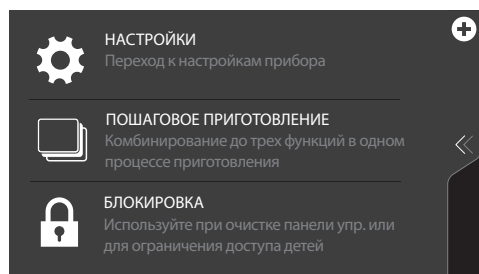 НАСТРОЙКИ
Переход к настройкам прибора
ПОШАГОВОЕ ПРИГОТОВЛЕНИЕ
Комбинирование до трех функций в одном
процессе приготовления
БЛОКИРОВКА
Используйте при очистке панели упр. или
для ограничения доступа детей